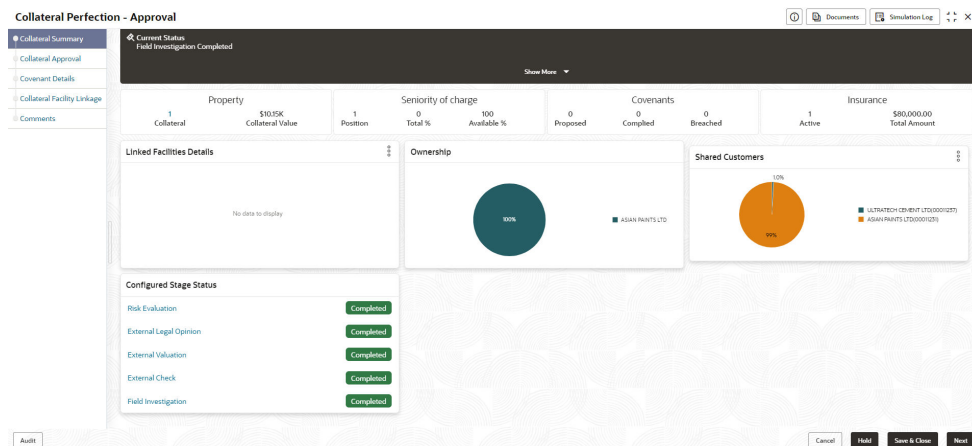 Collateral Perfection - Approval
Documents
Simulation Log
Collateral Summary
Collateral Approval
Covenant Details
Collateral Facility Linkage
Comments
Current Status
Field Investigation Completed
Show More
Property
1
Collateral
$10.15K
Collateral Value
Seniority of charge
1
Position
0
Total %
100
Available %
Covenants
0
Proposed
0
Complied
0
Breached
Insurance
1
Active
$80,000.00
Total Amount
Linked Facilities Details
No data to display
Ownership
100%
ASIAN PAINTS LTD
Shared Customers
1.0%
99%
ULTRATECH CEMENT LTD(00011237)
ASIAN PAINTS LTD(00011231)
Configured Stage Status
Risk Evaluation
Completed
External Legal Opinion
Completed
External Valuation
Completed
External Check
Completed
Field Investigation
Completed
Audit
Cancel
Hold
Save & Close
Next